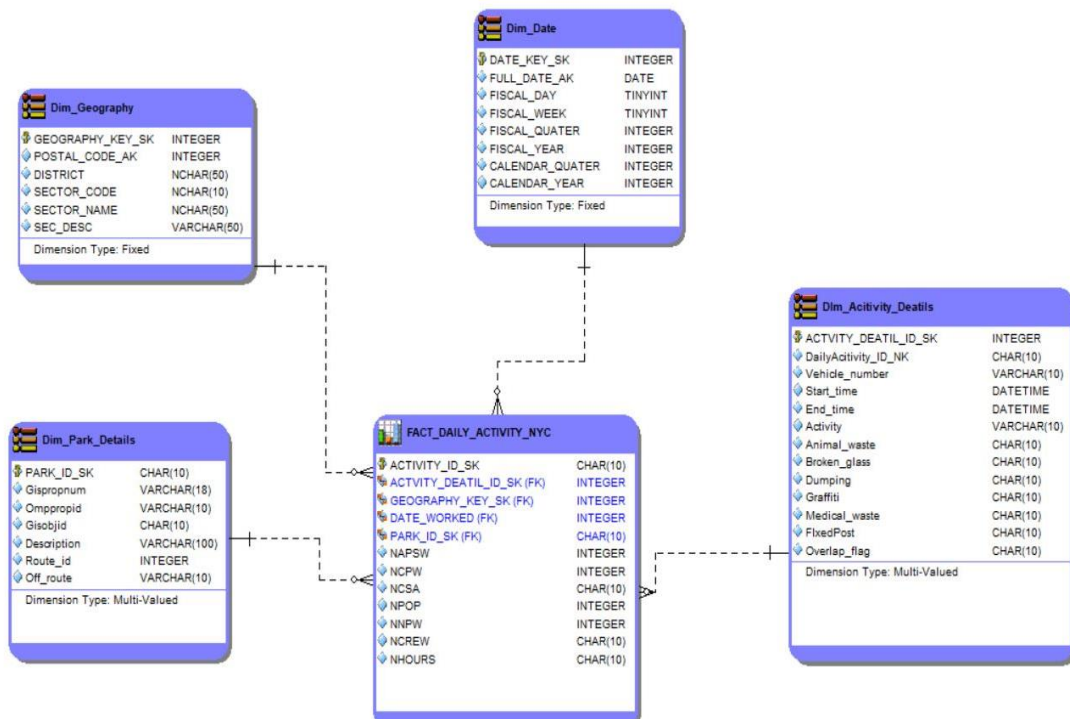 Dim_Date
DATE_KEY_SK INTEGER
FULL_DATE_AK DATE
FISCAL_DAY TINYINT
FISCAL_WEEK TINYINT
FISCAL_QUATER INTEGER
FISCAL_YEAR INTEGER
CALENDAR_QUATER INTEGER
CALENDAR_YEAR INTEGER
Dimension Type: Fixed
Dim_Geography
GEOGRAPHY_KEY_SK INTEGER
POSTAL_CODE_AK INTEGER
DISTRICT NCHAR(50)
SECTOR_CODE NCHAR(10)
SECTOR_NAME NCHAR(50)
SEC_DESC VARCHAR(50)
Dimension Type: Fixed
DIm_Acitivity_Deatils
ACTVITY_DEATIL_ID_SK INTEGER
DailyAcitivity_ID_NK CHAR(10)
Vehicle_number VARCHAR(10)
Start_time DATETIME
End_time DATETIME
Activity VARCHAR(10)
Animal_waste CHAR(10)
Broken_glass CHAR(10)
Dumping CHAR(10)
Graffiti CHAR(10)
Medical_waste CHAR(10)
FIxedPost CHAR(10)
Overlap_flag CHAR(10)
Dimension Type: Multi-Valued
Dim_Park_Details
PARK_ID_SK CHAR(10)
Gispropnum VARCHAR(18)
Omppropid VARCHAR(10)
Gisobjid CHAR(10)
Description VARCHAR(100)
Route_id INTEGER
Off_route VARCHAR(10)
Dimension Type: Multi-Valued
FACT_DAILY_ACTIVITY_NYC
ACTIVITY_ID_SK CHAR(10)
ACTVITY_DEATIL_ID_SK (FK) INTEGER
GEOGRAPHY_KEY_SK (FK) INTEGER
DATE_WORKED (FK) INTEGER
PARK_ID_SK (FK) CHAR(10)
NAPSW INTEGER
NCPW INTEGER
NCSA CHAR(10)
NPOP INTEGER
NNPW INTEGER
NCREW CHAR(10)
NHOURS CHAR(10)